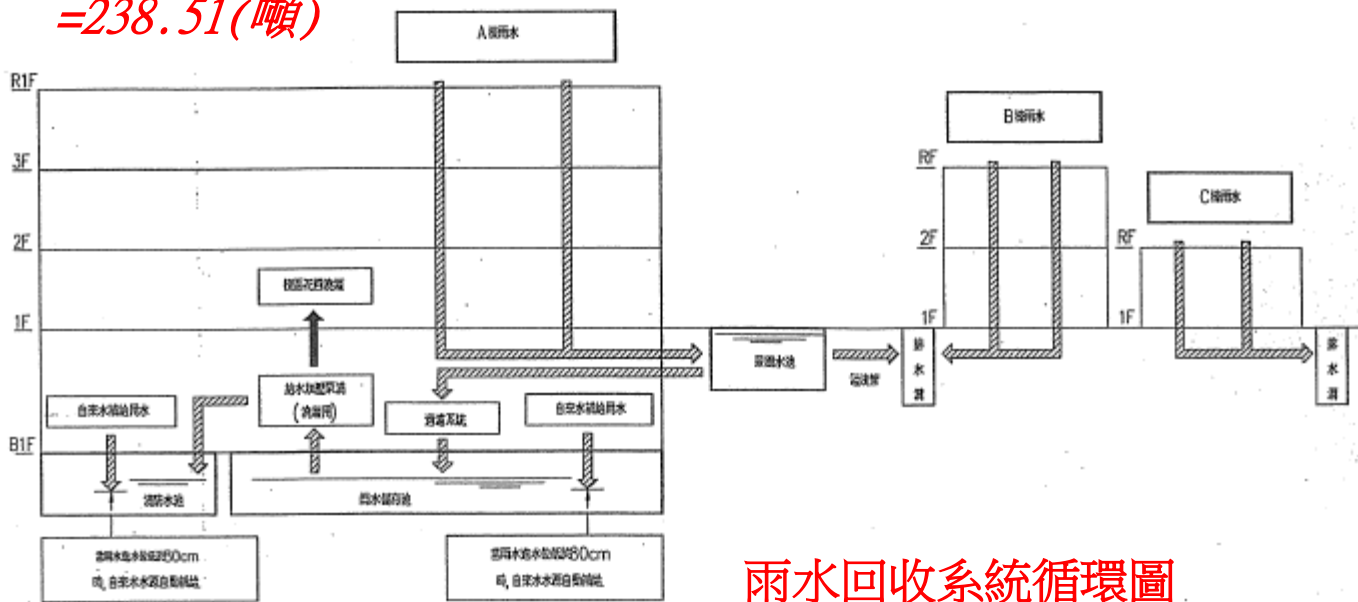 =238.51(噸)
A棟雨水
R1F
3F
2F
1F
B1F
校區花園澆灌
給水加壓泵浦
(澆灌用)
自來水補給用水
過濾系統
自來水補給用水
消防水池
雨水儲存池
當雨水池水位低於60cm
時, 自來水水源自動補給.
當雨水池水位低於60cm
時, 自來水水源自動補給.
景觀水池
溢流管
排水溝
B棟雨水
RF
2F
1F
C棟雨水
RF
1F
排水溝
雨水回收系統循環圖